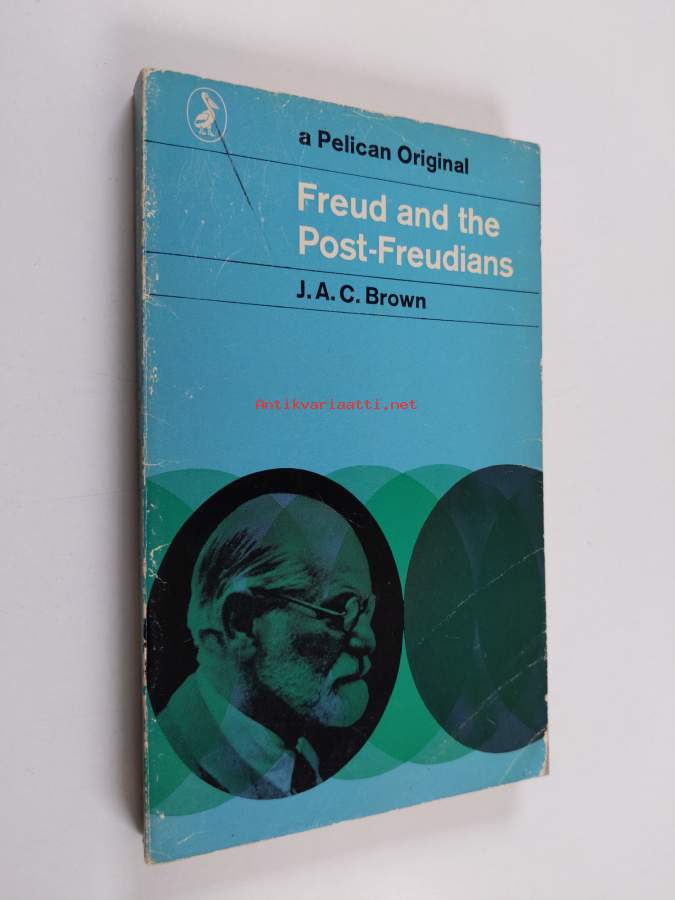 a Pelican Original
Freud and the
Post-Freudians
J. A. C. Brown
Antikvariaatti.net